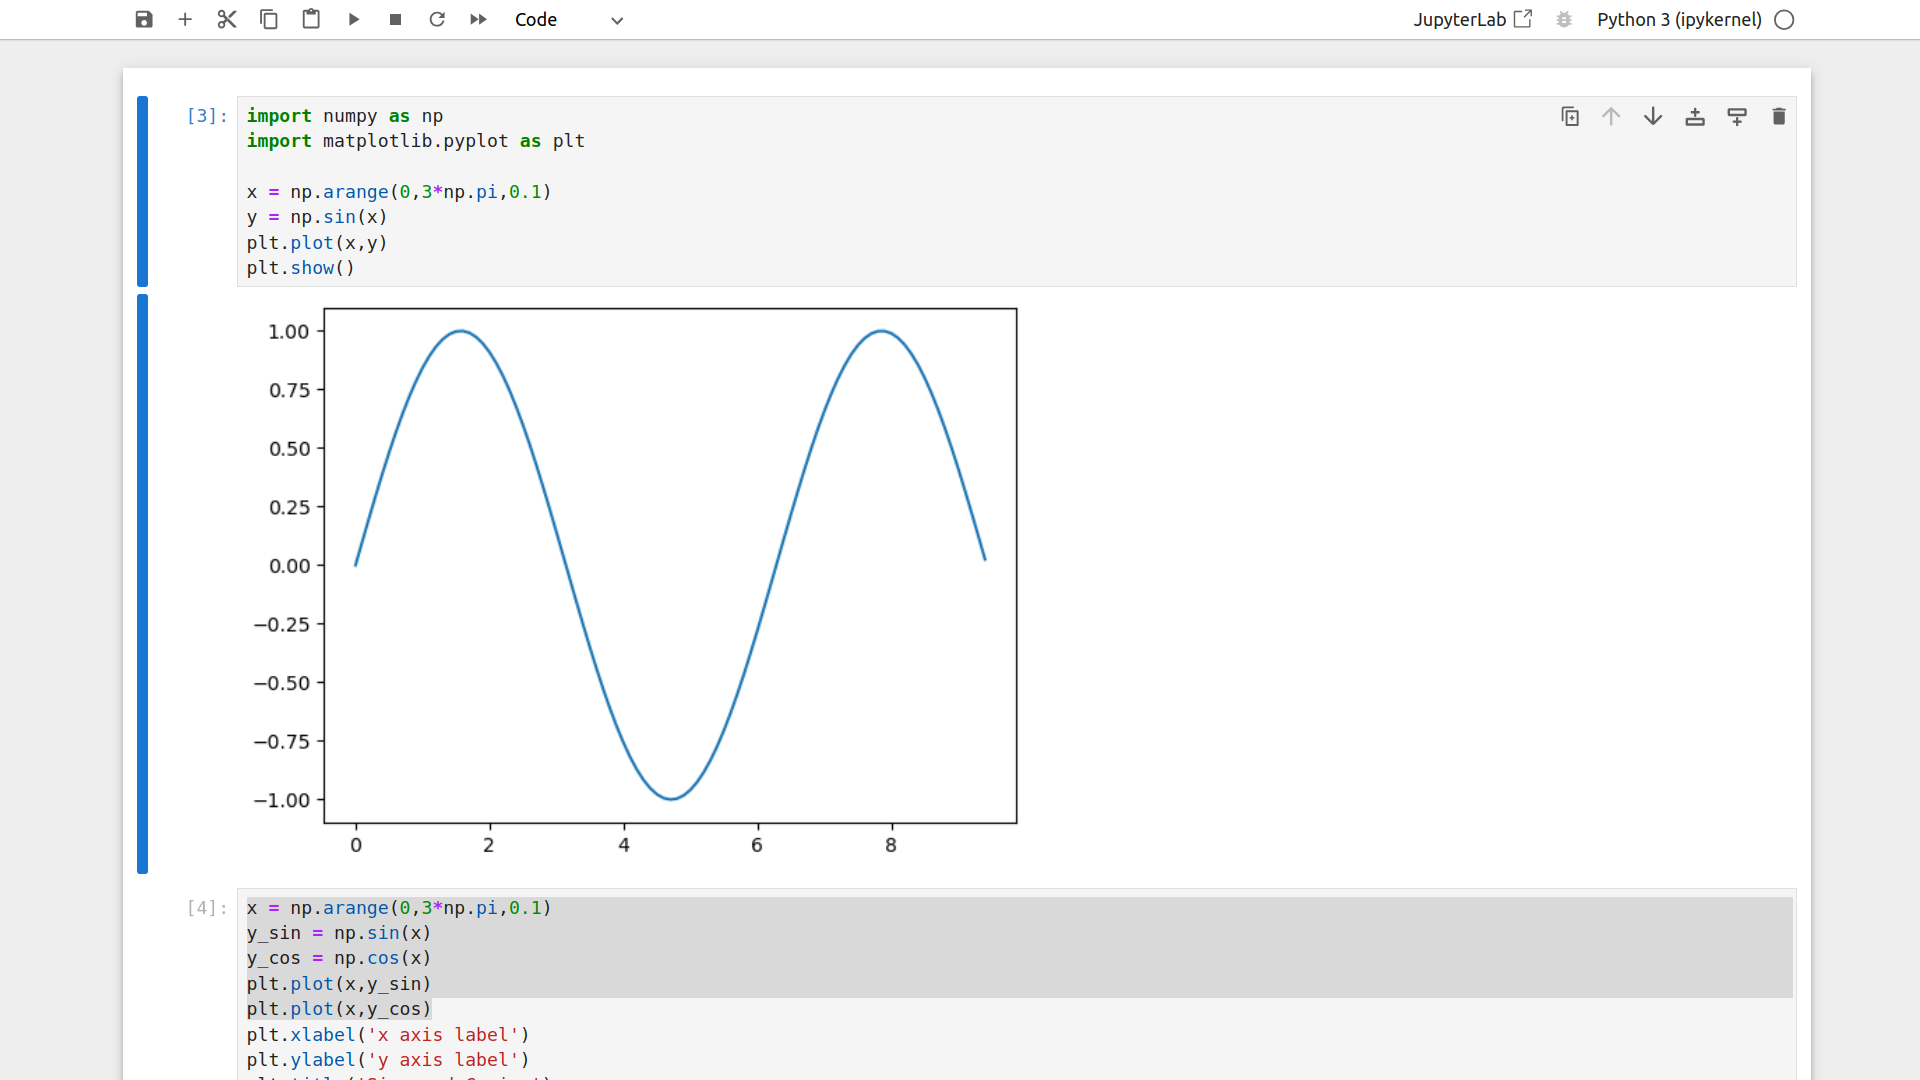 Code
JupyterLab
Python 3 (ipykernel)
[3]:
import numpy as np
import matplotlib.pyplot as plt
x = np.arange(0,3*np.pi,0.1)
y = np.sin(x)
plt.plot(x,y)
plt.show()
1.00
0.75
0.50
0.25
0.00
−0.25
−0.50
−0.75
−1.00
0 2 4 6 8
[4]:
x = np.arange(0,3*np.pi,0.1)
y_sin = np.sin(x)
y_cos = np.cos(x)
plt.plot(x,y_sin)
plt.plot(x,y_cos)
plt.xlabel('x axis label')
plt.ylabel('y axis label')